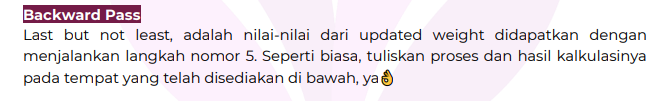 Backward Pass
Last but not least, adalah nilai-nilai dari updated weight didapatkan dengan
menjalankan langkah nomor 5. Seperti biasa, tuliskan proses dan hasil kalkulasinya
pada tempat yang telah disediakan di bawah, ya👌